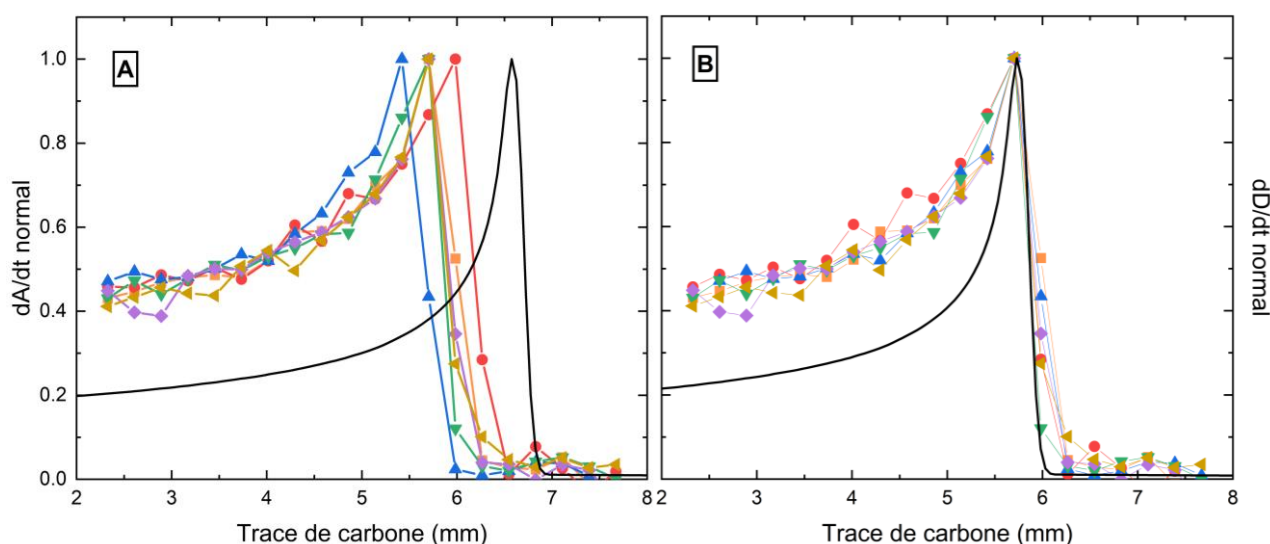 A
B
dA/dt normal
1.0
0.8
0.6
0.4
0.2
0.0
2 3 4 5 6 7 8
2 3 4 5 6 7 8
Trace de carbone (mm)
Trace de carbone (mm)
dD/dt normal